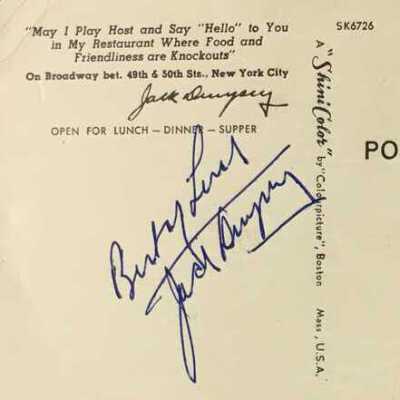 "May I Play Host and Say "Hello" to You
in My Restaurant Where Food and
Friendliness are Knockouts"
On Broadway bet. 49th & 50th Sts., New York City
Jack Dempsey
OPEN FOR LUNCH — DINNER — SUPPER
Best of Luck
Jack Dempsey
SK6726
A "ShiniColor" by "Colourpicture", Boston Mass., U.S.A.
PO